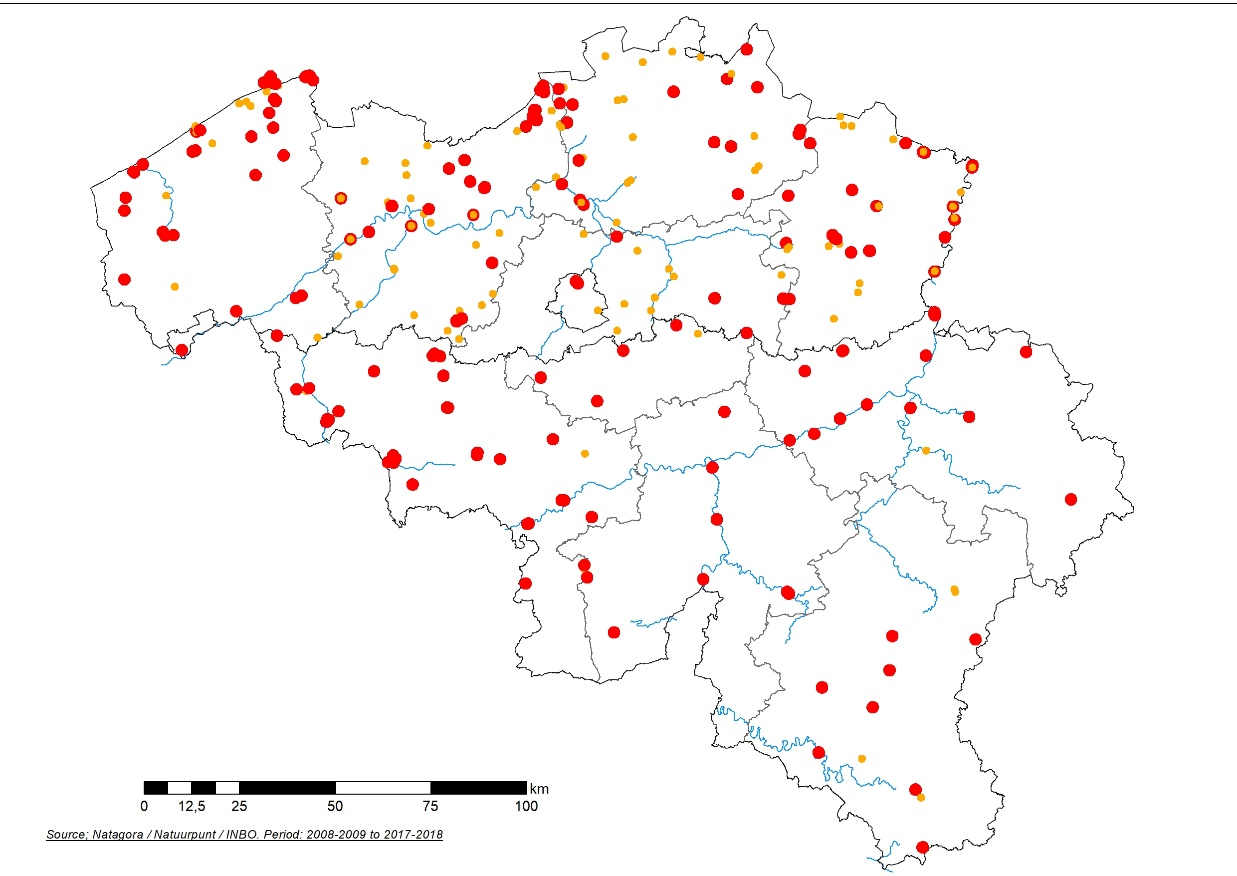 km
0 12,5 25 50 75 100
Source; Natagora / Natuurpunt / INBO. Period: 2008-2009 to 2017-2018